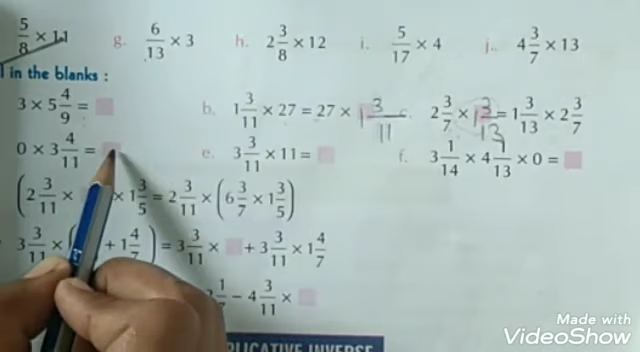 5/8 × 11 g. 6/13 × 3 h. 2 3/8 × 12 i. 5/17 × 4 j. 4 3/7 × 13
in the blanks :
3 × 5 4/9 = b. 1 3/11 × 27 = 27 × 1 3/11 c. 2 3/7 × 1 3/13 = 1 3/13 × 2 3/7
0 × 3 4/11 = e. 3 3/11 × 11 = f. 3 1/14 × 4 1/13 × 0 =
(2 3/11 × × 1 3/5 = 2 3/11 × (6 3/7 × 1 3/5)
3 3/11 × ( + 1 4/7 ) = 3 3/11 × + 3 3/11 × 1 4/7
− 4 3/11 ×
Made with
VideoShow
PLICATIVE INVERSE